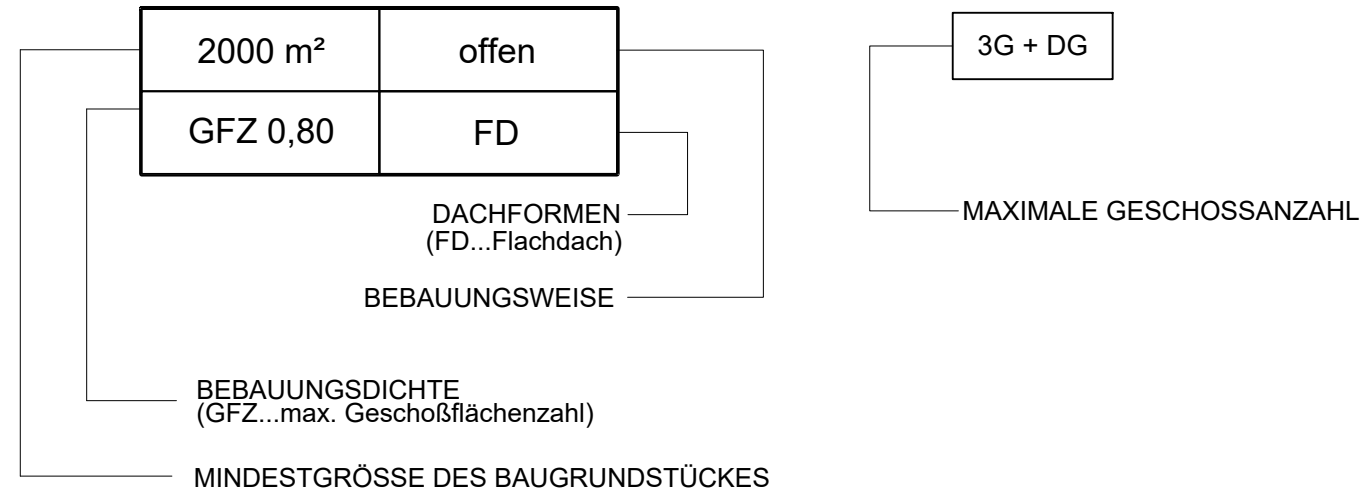 2000 m² offen
GFZ 0,80 FD
3G + DG
DACHFORMEN
(FD...Flachdach)
MAXIMALE GESCHOSSANZAHL
BEBAUUNGSWEISE
BEBAUUNGSDICHTE
(GFZ...max. Geschoßflächenzahl)
MINDESTGRÖSSE DES BAUGRUNDSTÜCKES